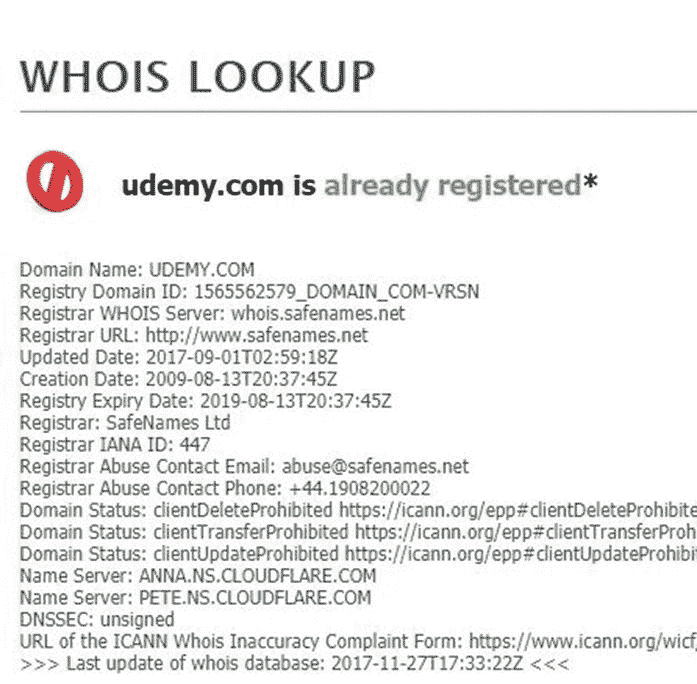 WHOIS LOOKUP
udemy.com is already registered*
Domain Name: UDEMY.COM
Registry Domain ID: 1565562579_DOMAIN_COM-VRSN
Registrar WHOIS Server: whois.safenames.net
Registrar URL: http://www.safenames.net
Updated Date: 2017-09-01T02:59:18Z
Creation Date: 2009-08-13T20:37:45Z
Registry Expiry Date: 2019-08-13T20:37:45Z
Registrar: SafeNames Ltd
Registrar IANA ID: 447
Registrar Abuse Contact Email: abuse@safenames.net
Registrar Abuse Contact Phone: +44.1908200022
Domain Status: clientDeleteProhibited https://icann.org/epp#clientDeleteProhibite
Domain Status: clientTransferProhibited https://icann.org/epp#clientTransferProh
Domain Status: clientUpdateProhibited https://icann.org/epp#clientUpdateProhibi
Name Server: ANNA.NS.CLOUDFLARE.COM
Name Server: PETE.NS.CLOUDFLARE.COM
DNSSEC: unsigned
URL of the ICANN Whois Inaccuracy Complaint Form: https://www.icann.org/wicf/
>>> Last update of whois database: 2017-11-27T17:33:22Z <<<